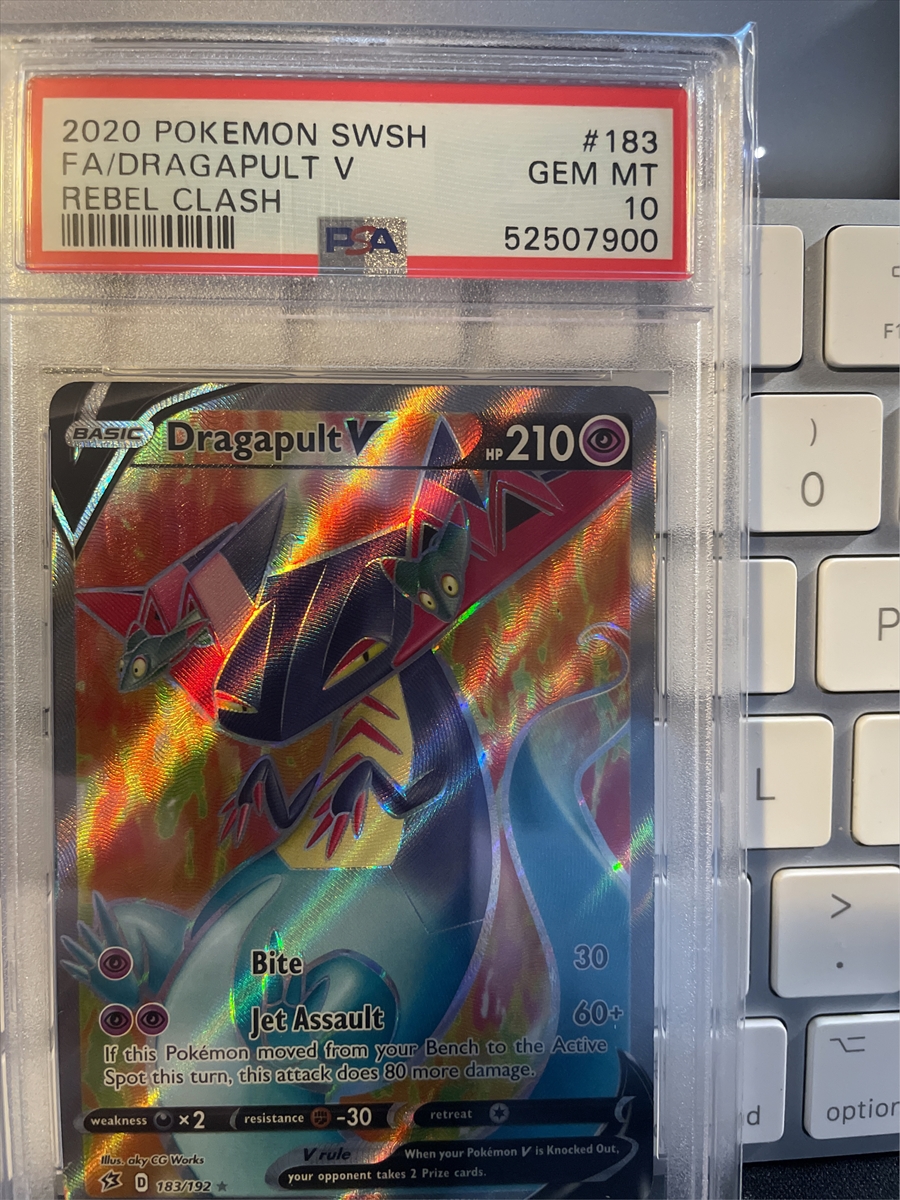 2020 POKEMON SWSH #183
FA/DRAGAPULT V GEM MT
REBEL CLASH 10
PSA 52507900
BASIC Dragapult V HP 210
Bite 30
Jet Assault 60+
If this Pokémon moved from your Bench to the Active
Spot this turn, this attack does 80 more damage.
weakness ×2 resistance -30 retreat
Illus. aky CG Works
V rule When your Pokémon V is Knocked Out,
your opponent takes 2 Prize cards.
D 183/192
)
0
P
L
>
.
option